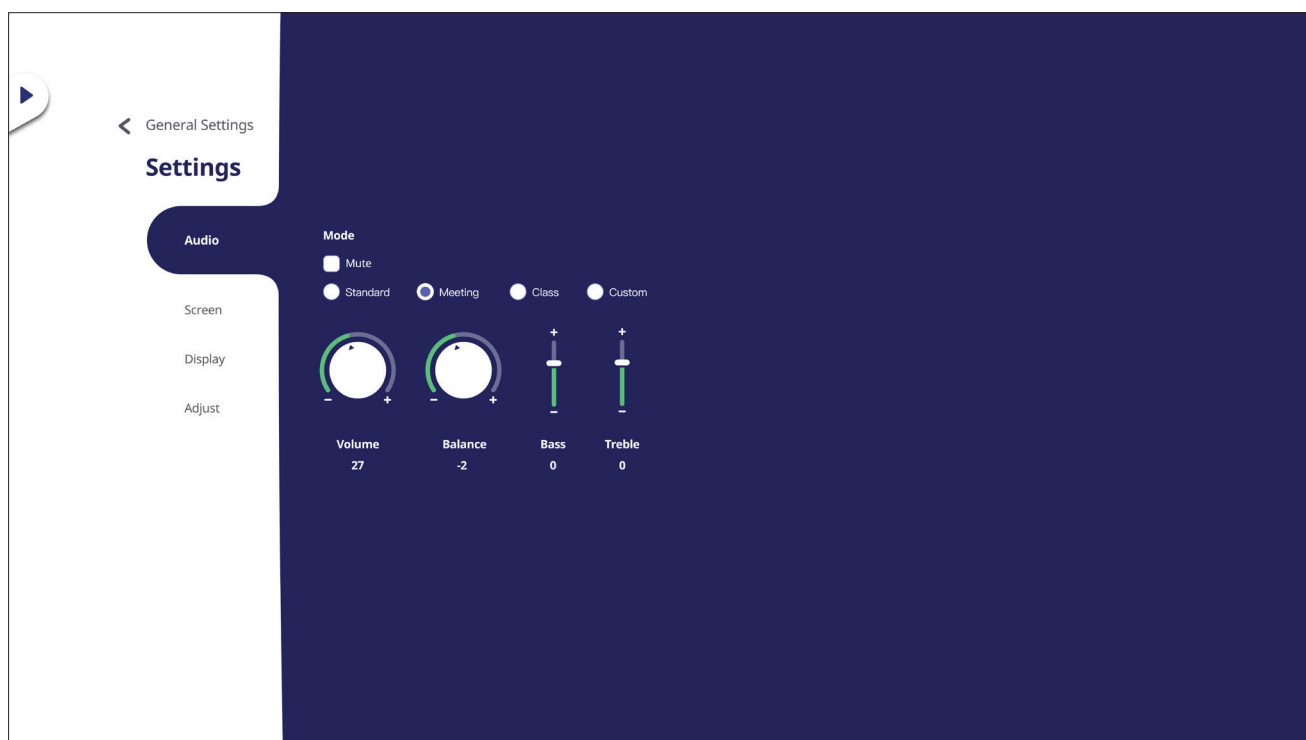 General Settings
Settings
Audio
Screen
Display
Adjust
Mode
Mute
Standard Meeting Class Custom
+ +
- + - + - -
Volume Balance Bass Treble
27 -2 0 0